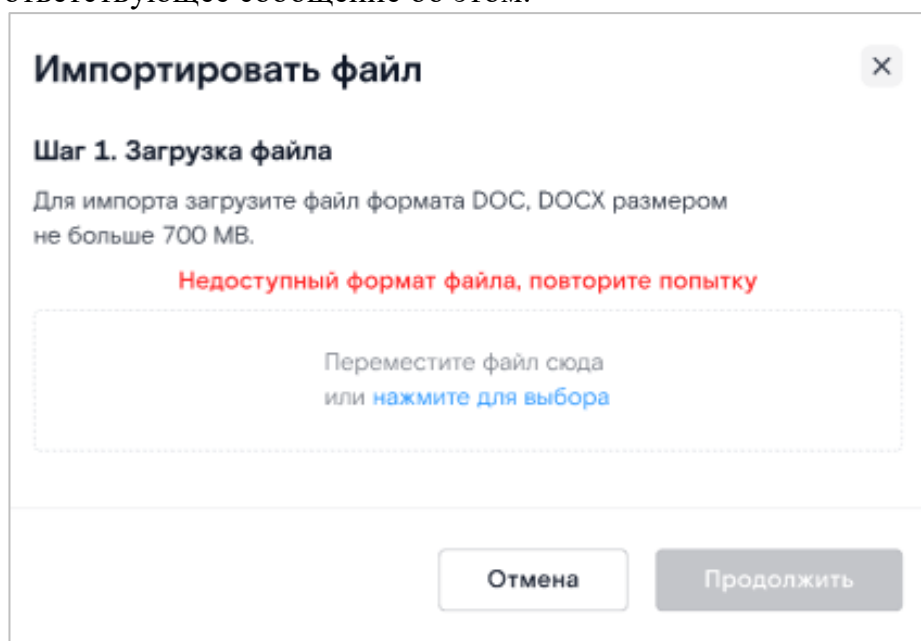 Импортировать файл
Шаг 1. Загрузка файла
Для импорта загрузите файл формата DOC, DOCX размером
не больше 700 MB.
Недоступный формат файла, повторите попытку
Переместите файл сюда
или нажмите для выбора
Отмена
Продолжить